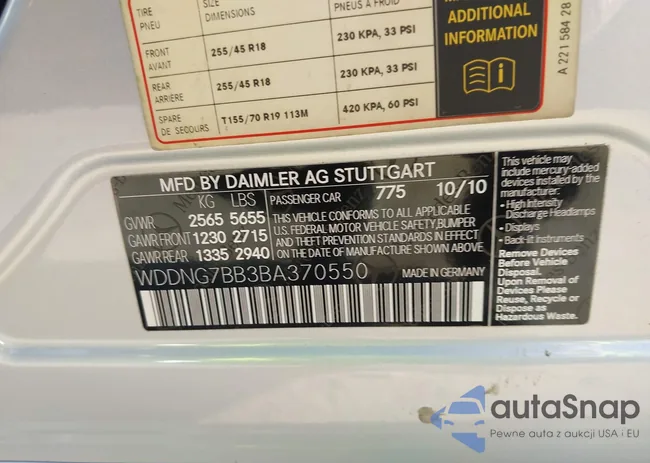 TIRE SIZE PNEUS À FROID
PNEU DIMENSIONS
FRONT 255/45 R18 230 KPA, 33 PSI
AVANT
REAR 255/45 R18 230 KPA, 33 PSI
ARRIÈRE
SPARE T155/70 R19 113M 420 KPA, 60 PSI
DE SECOURS
ADDITIONAL
INFORMATION
A 221 584 28
MFD BY DAIMLER AG STUTTGART
KG LBS PASSENGER CAR 775 10/10
GVWR 2565 5655 THIS VEHICLE CONFORMS TO ALL APPLICABLE
GAWR FRONT 1230 2715 U.S. FEDERAL MOTOR VEHICLE SAFETY,BUMPER
GAWR REAR 1335 2940 AND THEFT PREVENTION STANDARDS IN EFFECT
ON THE DATE OF MANUFACTURE SHOWN ABOVE
WDDNG7BB3BA370550 MADE IN GERMANY
This vehicle may
include mercury-added
devices installed by the
manufacturer:
- High Intensity
Discharge Headlamps
- Displays
- Back-lit Instruments
Remove Devices
Before Vehicle Disposal.
Upon Removal of
Devices Please
Reuse, Recycle or
Dispose as
Hazardous Waste.
autaSnap
Pewne auta z aukcji USA i EU